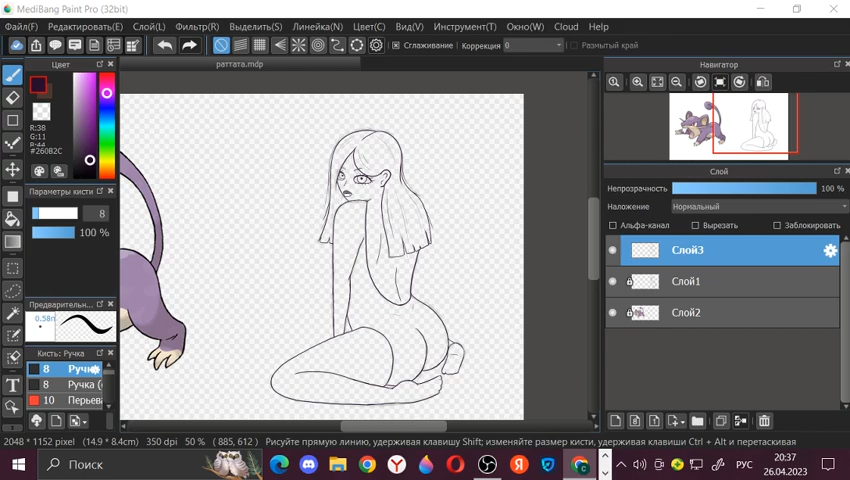 MediBang Paint Pro (32bit)
Файл(F) Редактировать(E) Слой(L) Фильтр(R) Выделить(S) Линейка(N) Цвет(C) Вид(V) Инструмент(T) Окно(W) Cloud Help
Сглаживание Коррекция 0 Размытый край
Цвет
раттата.mdp
Навигатор
R:38
G:11
B:44
#260B2C
Слой
Непрозрачность 100 %
Параметры кисти
Наложение Нормальный
8
Альфа-канал Вырезать Заблокировать
100 %
Слой3
Слой1
Слой2
Предварительн...
0.58m
Кисть: Ручка
8 Ручка
8 Ручка (
10 Перьева
2048 * 1152 pixel (14.9 * 8.4cm) 350 dpi 50 % (885, 612) Рисуйте прямую линию, удерживая клавишу Shift; изменяйте размер кисти, удерживая клавиши Ctrl + Alt и перетаскивая
Поиск
РУС
20:37
26.04.2023